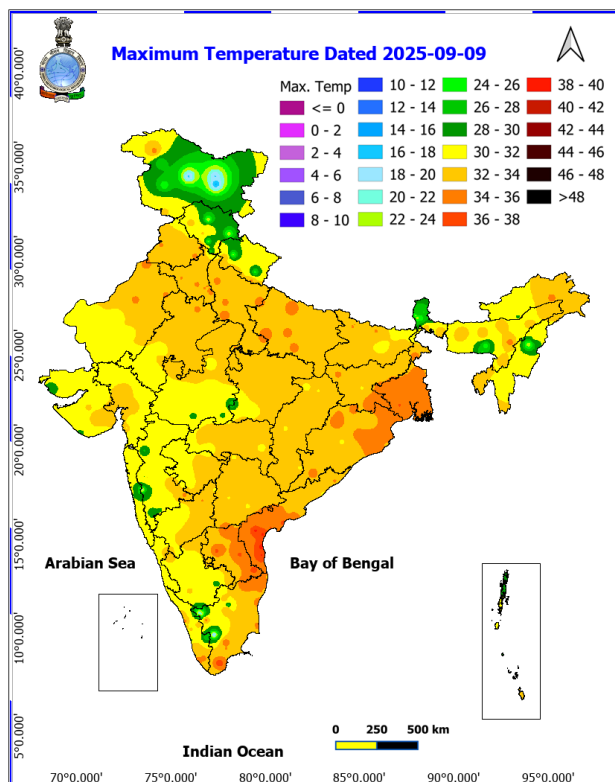 Maximum Temperature Dated 2025-09-09
Max. Temp
<= 0
0 - 2
2 - 4
4 - 6
6 - 8
8 - 10
10 - 12
12 - 14
14 - 16
16 - 18
18 - 20
20 - 22
22 - 24
24 - 26
26 - 28
28 - 30
30 - 32
32 - 34
34 - 36
36 - 38
38 - 40
40 - 42
42 - 44
44 - 46
46 - 48
>48
40°0.000'
35°0.000'
30°0.000'
25°0.000'
20°0.000'
15°0.000'
10°0.000'
5°0.000'
Arabian Sea
Bay of Bengal
0 250 500 km
Indian Ocean
70°0.000' 75°0.000' 80°0.000' 85°0.000' 90°0.000' 95°0.000'